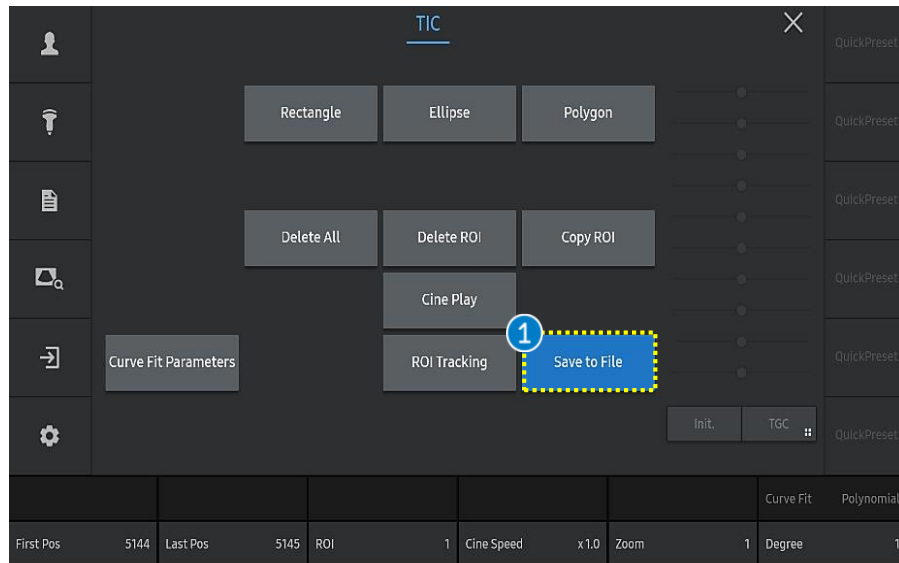 TIC
QuickPreset
Rectangle Ellipse Polygon
QuickPreset
QuickPreset
Delete All Delete ROI Copy ROI
QuickPreset
Cine Play
1
Curve Fit Parameters ROI Tracking Save to File
QuickPreset
Init. TGC
QuickPreset
Curve Fit Polynomial
First Pos 5144 Last Pos 5145 ROI 1 Cine Speed x1.0 Zoom 1 Degree 1